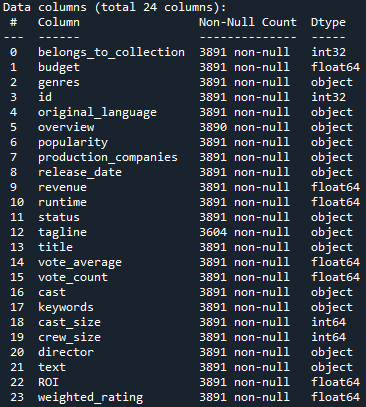 Data columns (total 24 columns):
 #   Column                 Non-Null Count  Dtype
---  ------                 --------------  -----
 0   belongs_to_collection  3891 non-null   int32
 1   budget                 3891 non-null   float64
 2   genres                 3891 non-null   object
 3   id                     3891 non-null   int32
 4   original_language      3891 non-null   object
 5   overview               3890 non-null   object
 6   popularity             3891 non-null   object
 7   production_companies   3891 non-null   object
 8   release_date           3891 non-null   object
 9   revenue                3891 non-null   float64
 10  runtime                3891 non-null   float64
 11  status                 3891 non-null   object
 12  tagline                3604 non-null   object
 13  title                  3891 non-null   object
 14  vote_average           3891 non-null   float64
 15  vote_count             3891 non-null   float64
 16  cast                   3891 non-null   object
 17  keywords               3891 non-null   object
 18  cast_size              3891 non-null   int64
 19  crew_size              3891 non-null   int64
 20  director               3891 non-null   object
 21  text                   3891 non-null   object
 22  ROI                    3891 non-null   float64
 23  weighted_rating        3891 non-null   float64